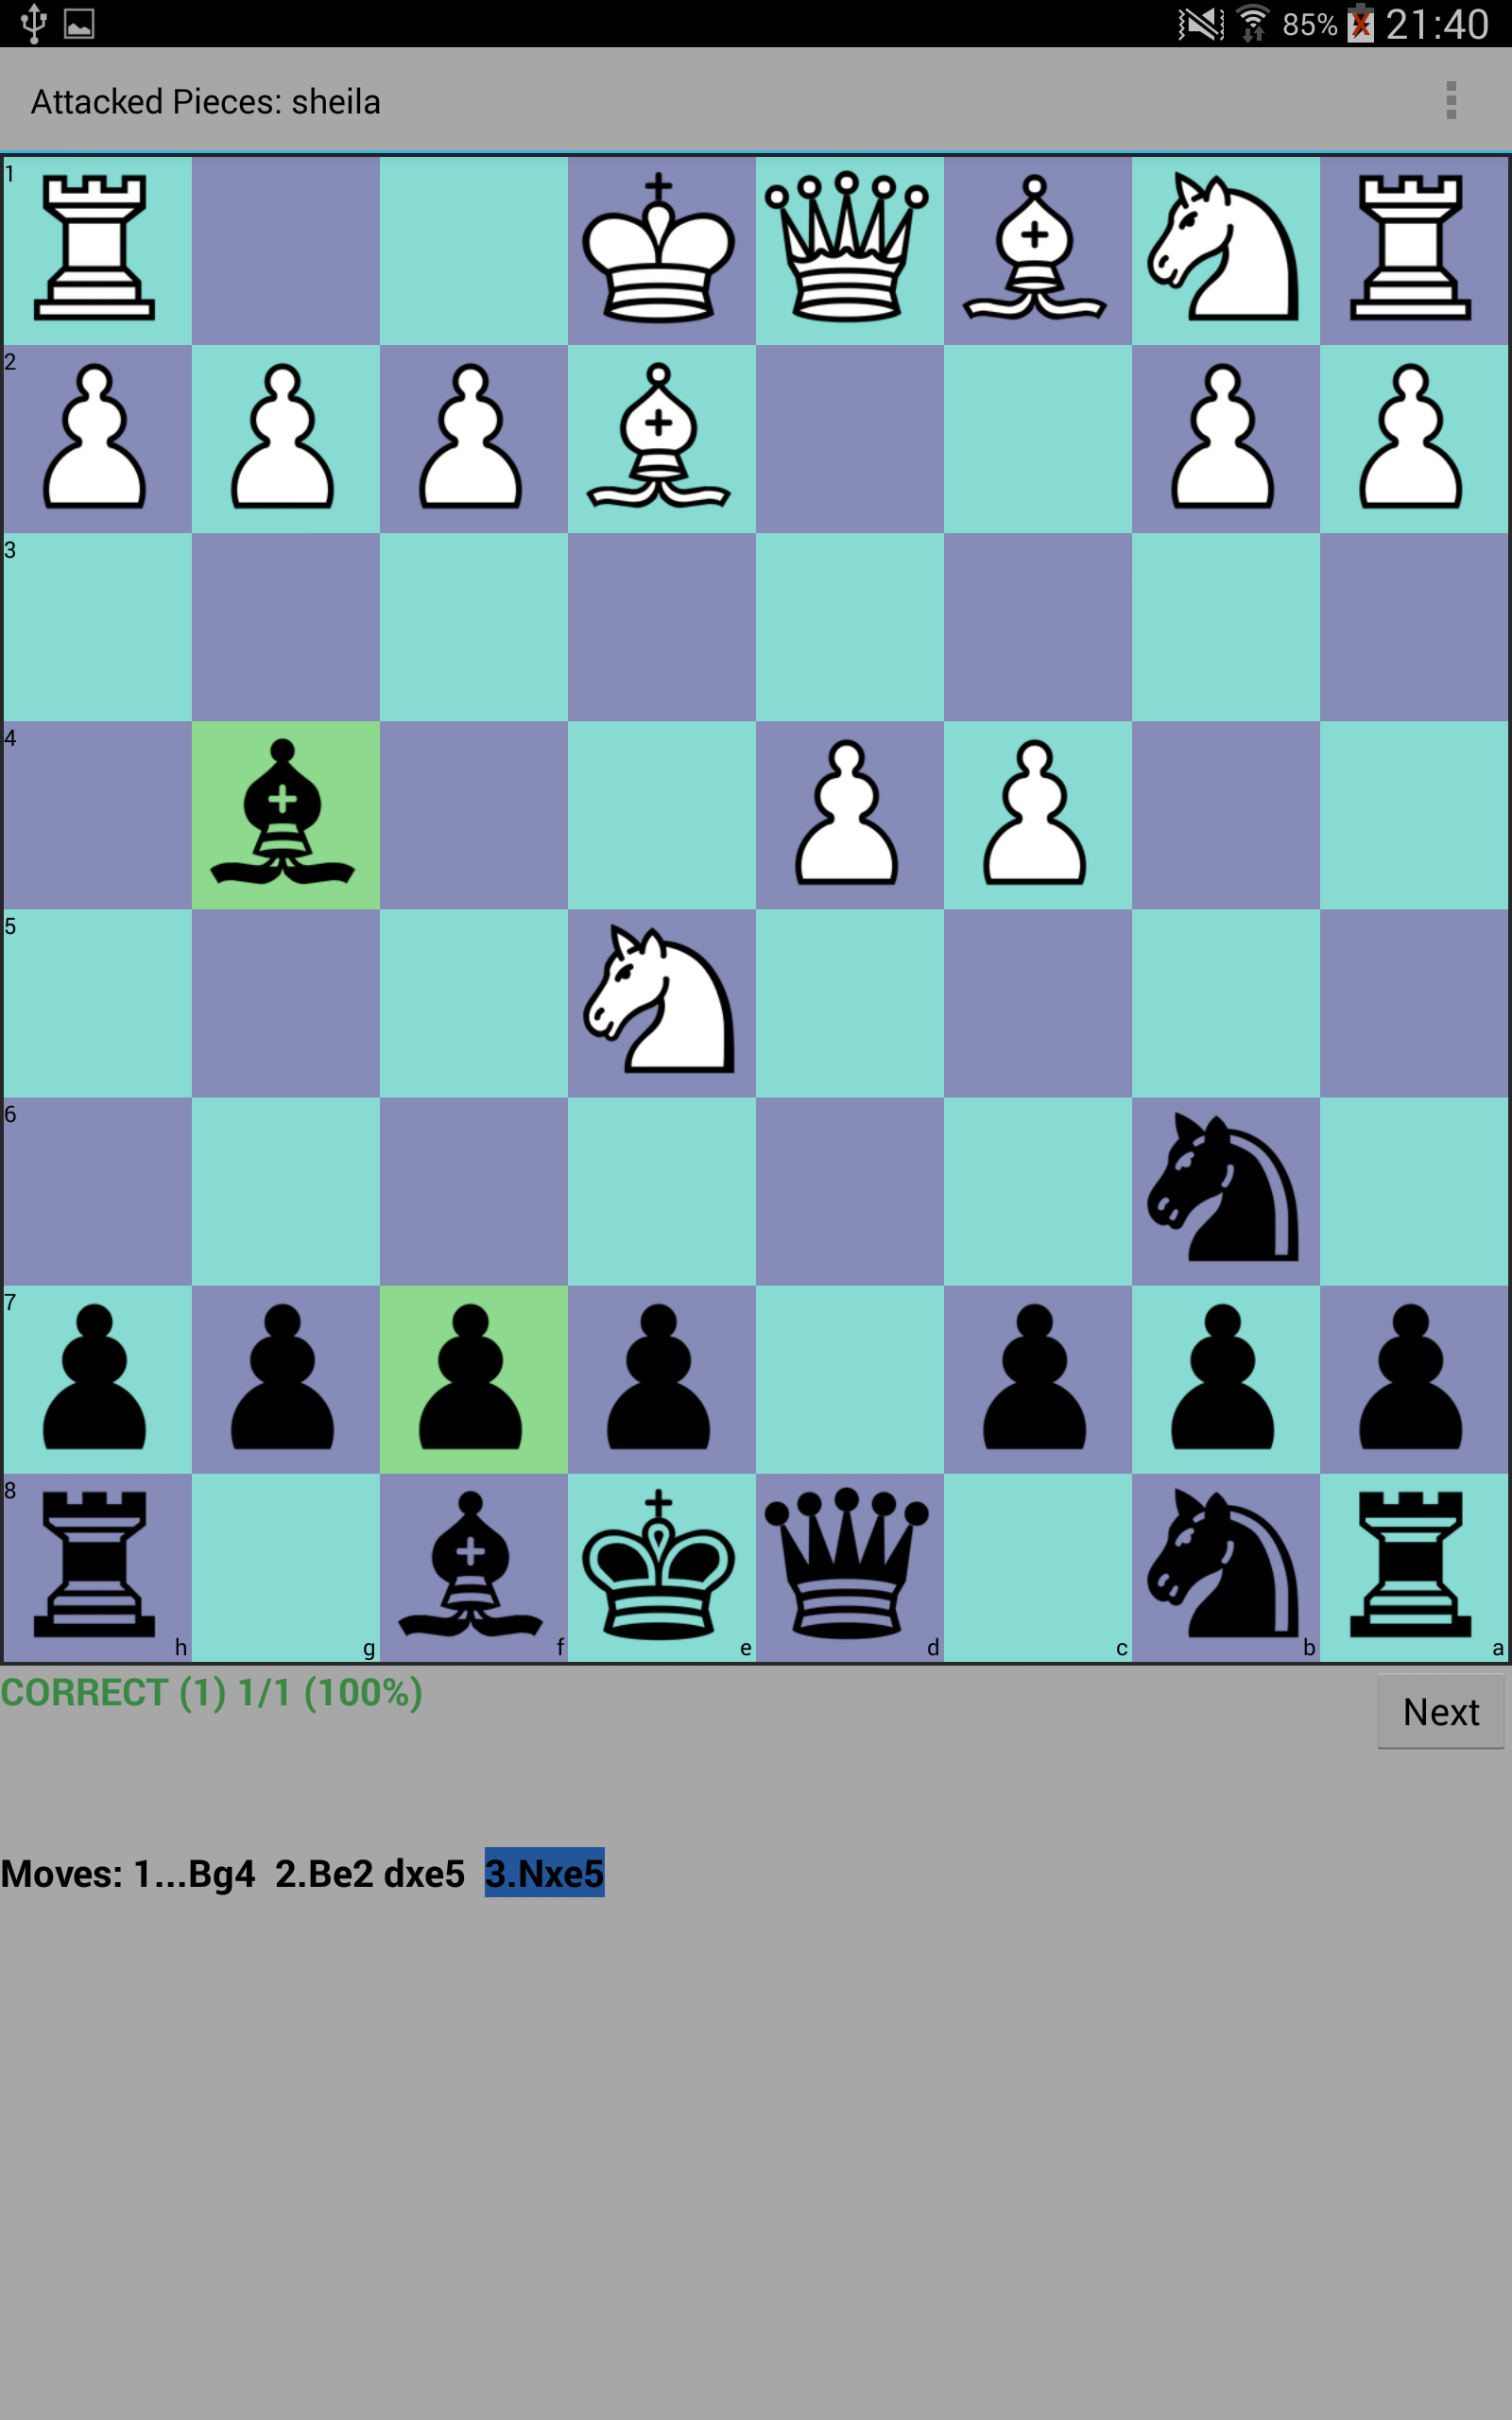 85% 21:40
Attacked Pieces: sheila
1
2
3
4
5
6
7
8
h g f e d c b a
CORRECT (1) 1/1 (100%)
Next
Moves: 1...Bg4 2.Be2 dxe5 3.Nxe5